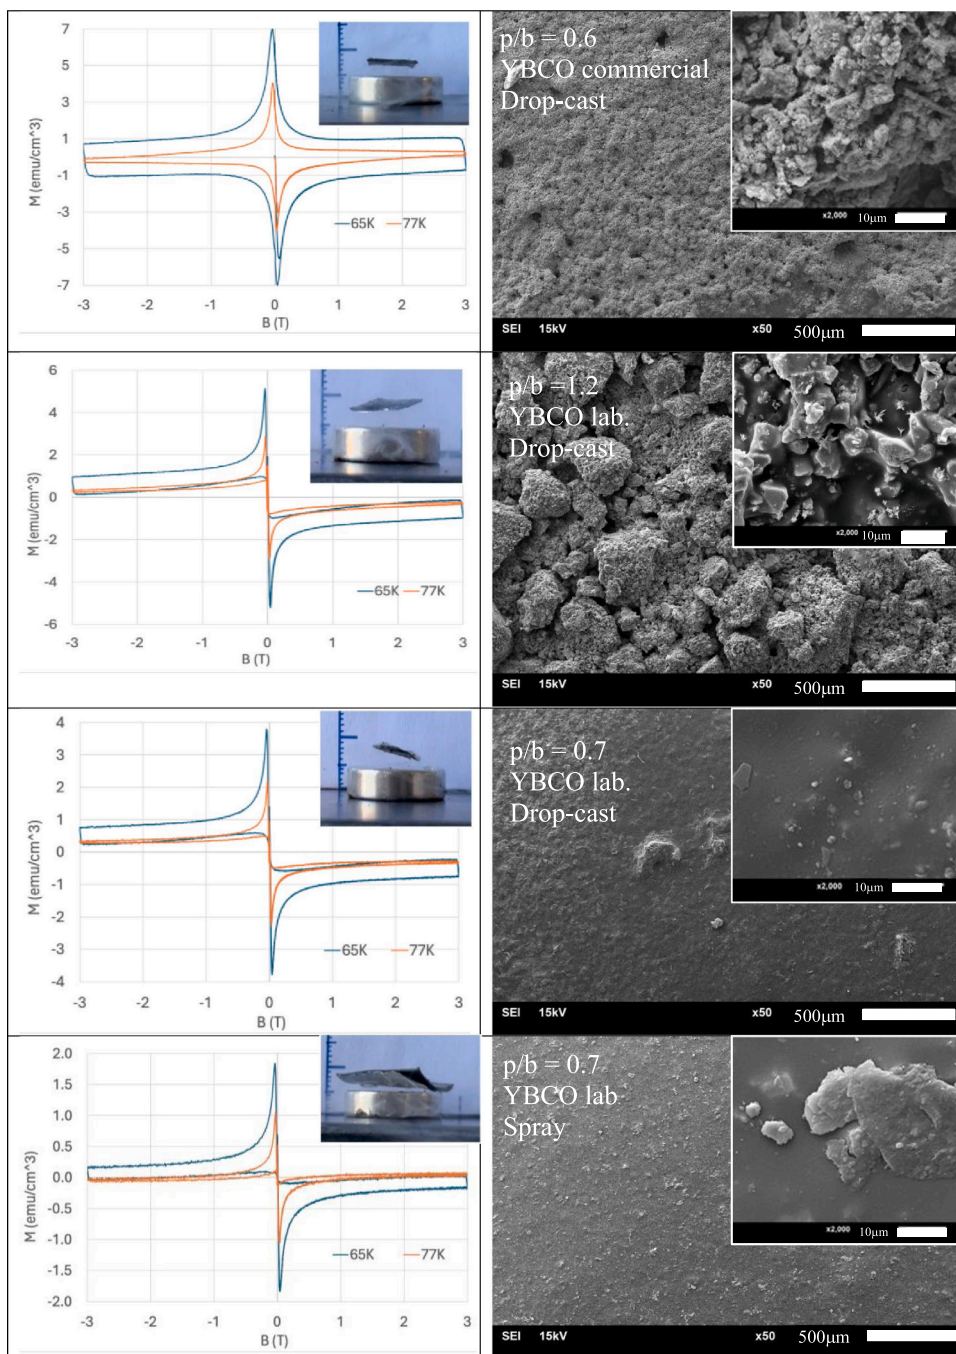 7
5
3
1
-1
-3
-5
-7
M (emu/cm^3)
65K 77K
-3 -2 -1 0 1 2 3
B (T)
p/b = 0.6
YBCO commercial
Drop-cast
x2,000 10μm
SEI 15kV x50 500μm
6
4
2
0
-2
-4
-6
M (emu/cm^3)
65K 77K
-3 -2 -1 0 1 2 3
B (T)
p/b =1.2
YBCO lab.
Drop-cast
x2,000 10μm
SEI 15kV x50 500μm
4
3
2
1
0
-1
-2
-3
-4
M (emu/cm^3)
65K 77K
-3 -2 -1 0 1 2 3
B (T)
p/b = 0.7
YBCO lab.
Drop-cast
x2,000 10μm
SEI 15kV x50 500μm
2.0
1.5
1.0
0.5
0.0
-0.5
-1.0
-1.5
-2.0
M (emu/cm^3)
65K 77K
-3 -2 -1 0 1 2 3
B (T)
p/b = 0.7
YBCO lab
Spray
x2,000 10μm
SEI 15kV x50 500μm